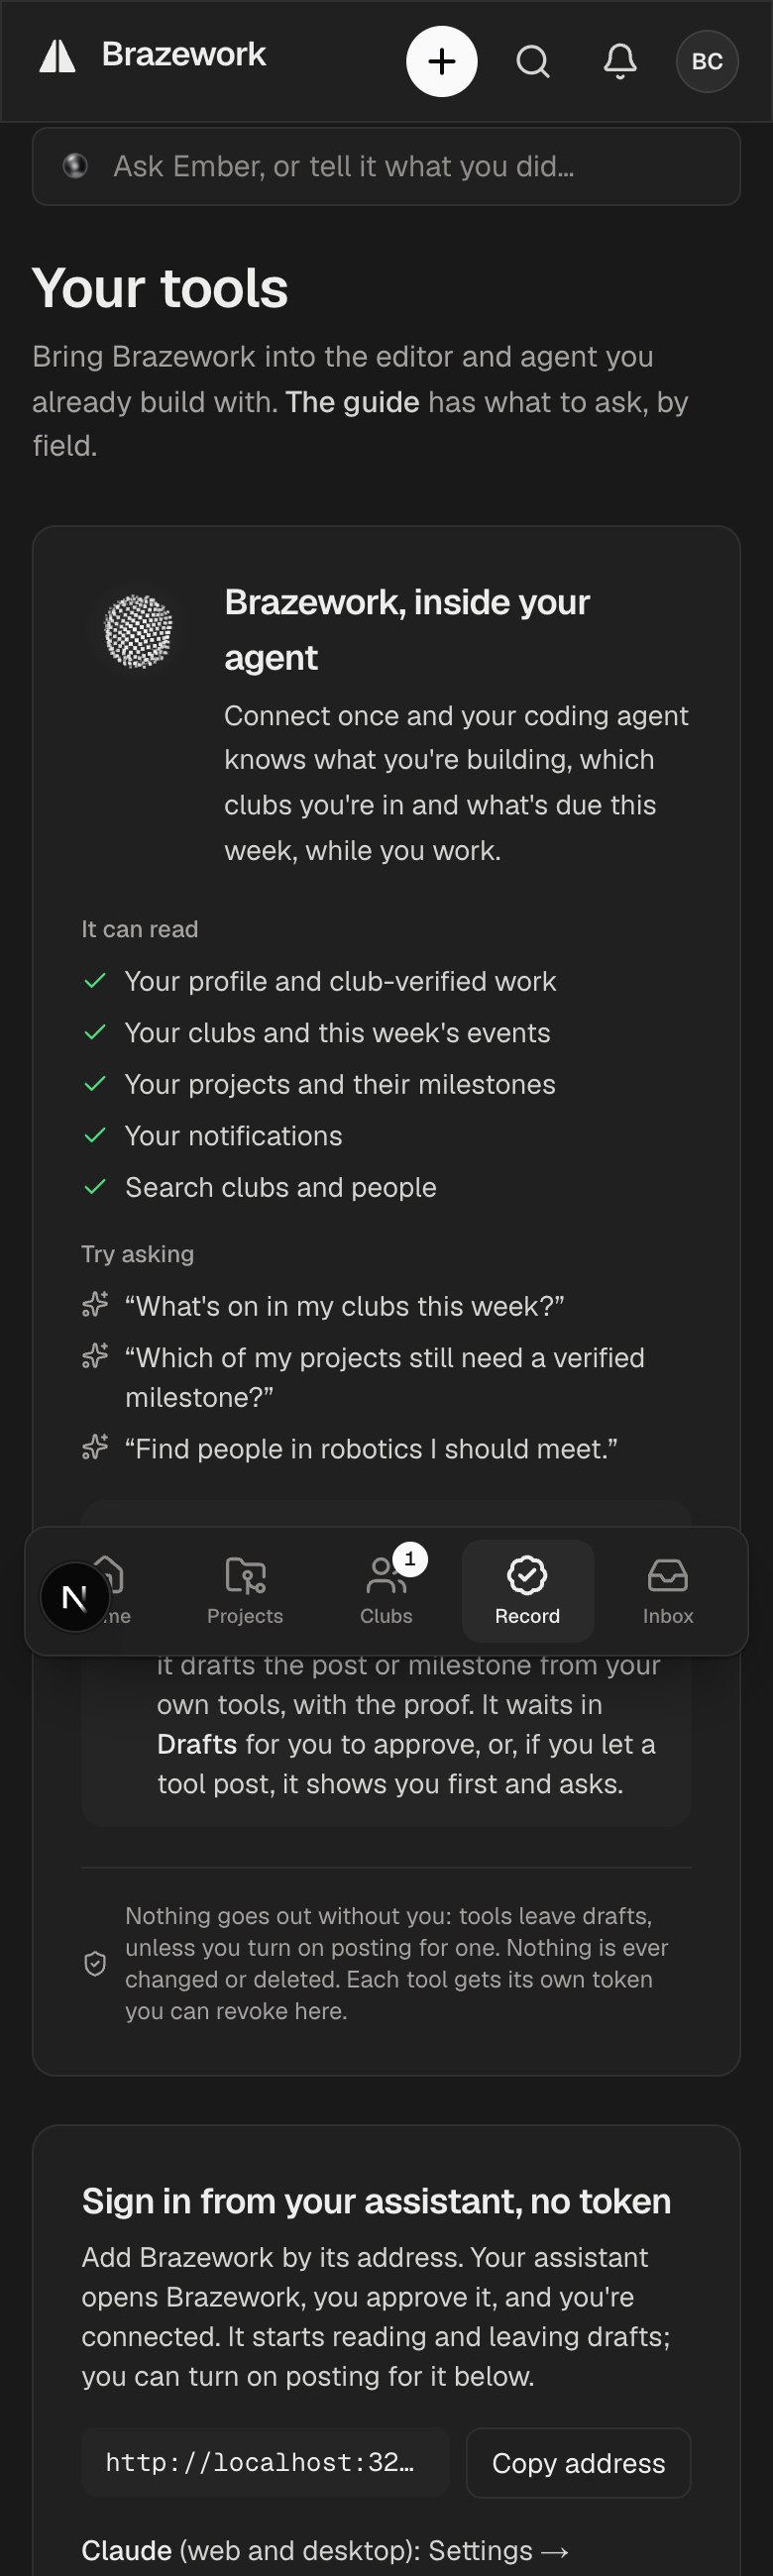 Brazework
BC
Ask Ember, or tell it what you did...
Your tools
Bring Brazework into the editor and agent you
already build with. The guide has what to ask, by
field.
Brazework, inside your
agent
Connect once and your coding agent
knows what you're building, which
clubs you're in and what's due this
week, while you work.
It can read
Your profile and club-verified work
Your clubs and this week's events
Your projects and their milestones
Your notifications
Search clubs and people
Try asking
“What's on in my clubs this week?”
“Which of my projects still need a verified
milestone?”
“Find people in robotics I should meet.”
1
N
me
Projects
Clubs
Record
Inbox
it drafts the post or milestone from your
own tools, with the proof. It waits in
Drafts for you to approve, or, if you let a
tool post, it shows you first and asks.
Nothing goes out without you: tools leave drafts,
unless you turn on posting for one. Nothing is ever
changed or deleted. Each tool gets its own token
you can revoke here.
Sign in from your assistant, no token
Add Brazework by its address. Your assistant
opens Brazework, you approve it, and you're
connected. It starts reading and leaving drafts;
you can turn on posting for it below.
http://localhost:32…
Copy address
Claude (web and desktop): Settings →